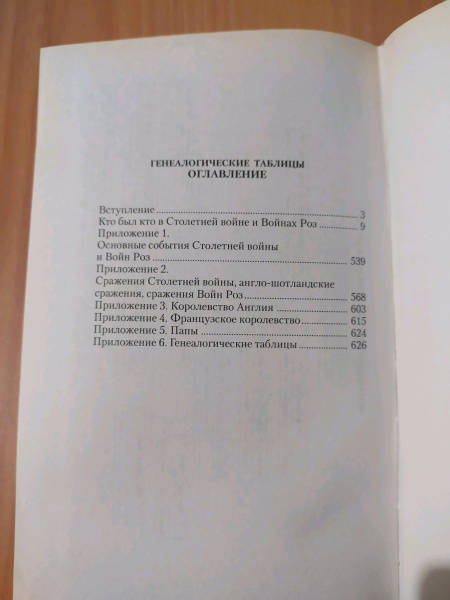 ГЕНЕАЛОГИЧЕСКИЕ ТАБЛИЦЫ
ОГЛАВЛЕНИЕ
Вступление 3
Кто был кто в Столетней войне и Войнах Роз 9
Приложение 1.
Основные события Столетней войны
и Войн Роз 539
Приложение 2.
Сражения Столетней войны, англо-шотландские
сражения, сражения Войн Роз 568
Приложение 3. Королевство Англия 603
Приложение 4. Французское королевство 615
Приложение 5. Папы 624
Приложение 6. Генеалогические таблицы 626